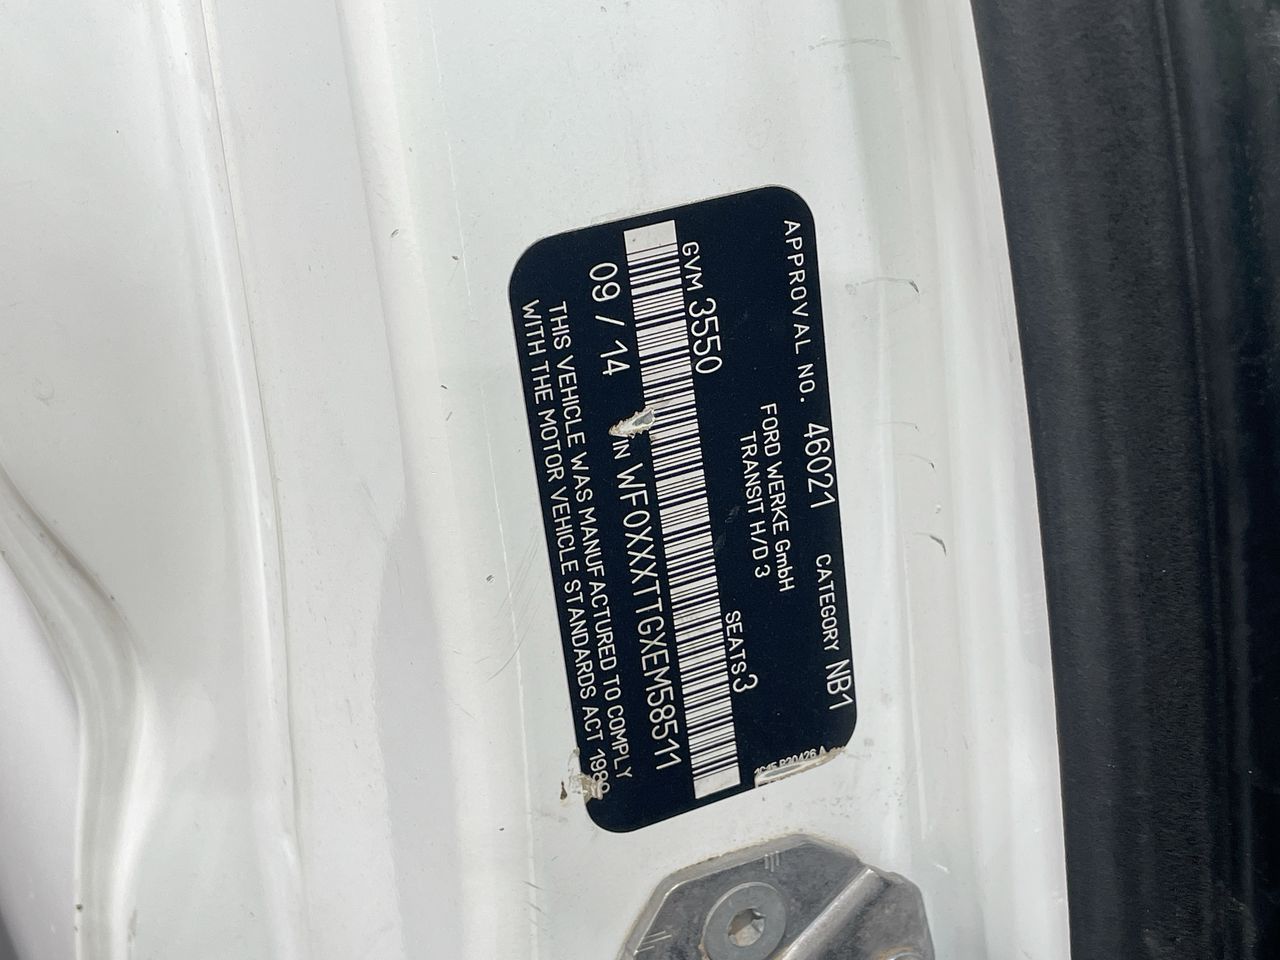 APPROVAL NO. 46021 CATEGORY NB1
FORD WERKE GmbH
TRANSIT H/D 3
GVM 3550 SEATS 3
09 / 14 VIN WF0XXXTTGXEM58511
THIS VEHICLE WAS MANUFACTURED TO COMPLY
WITH THE MOTOR VEHICLE STANDARDS ACT 1989